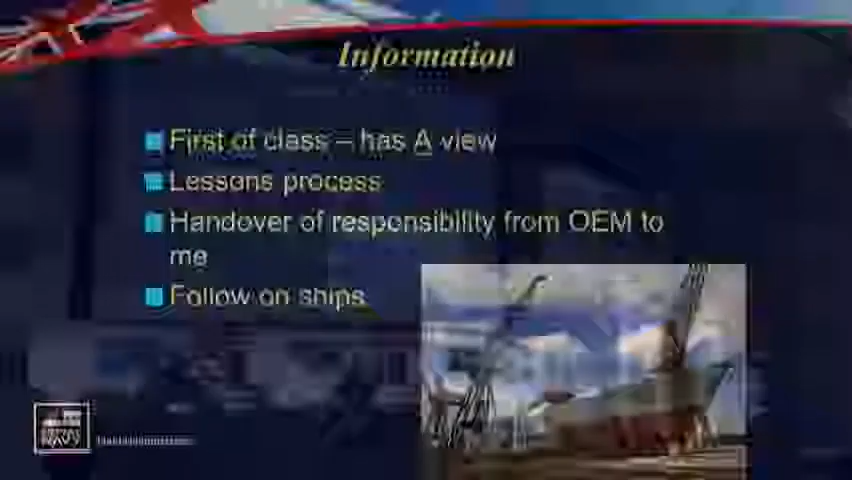 Information
First of class – has A view
Lessons process
Handover of responsibility from OEM to
me
Follow on ships